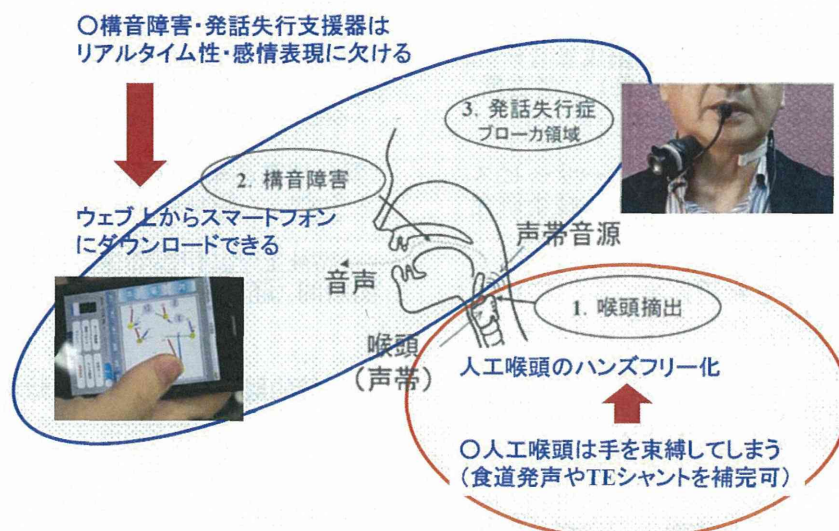 〇構音障害・発話失行支援器は
リアルタイム性・感情表現に欠ける
3. 発話失行症
ブローカ領域
2. 構音障害
ウェブ上からスマートフォン
にダウンロードできる
声帯音源
音声
1. 喉頭摘出
喉頭
(声帯)
人工喉頭のハンズフリー化
〇人工喉頭は手を束縛してしまう
(食道発声やTEシャントを補完可)